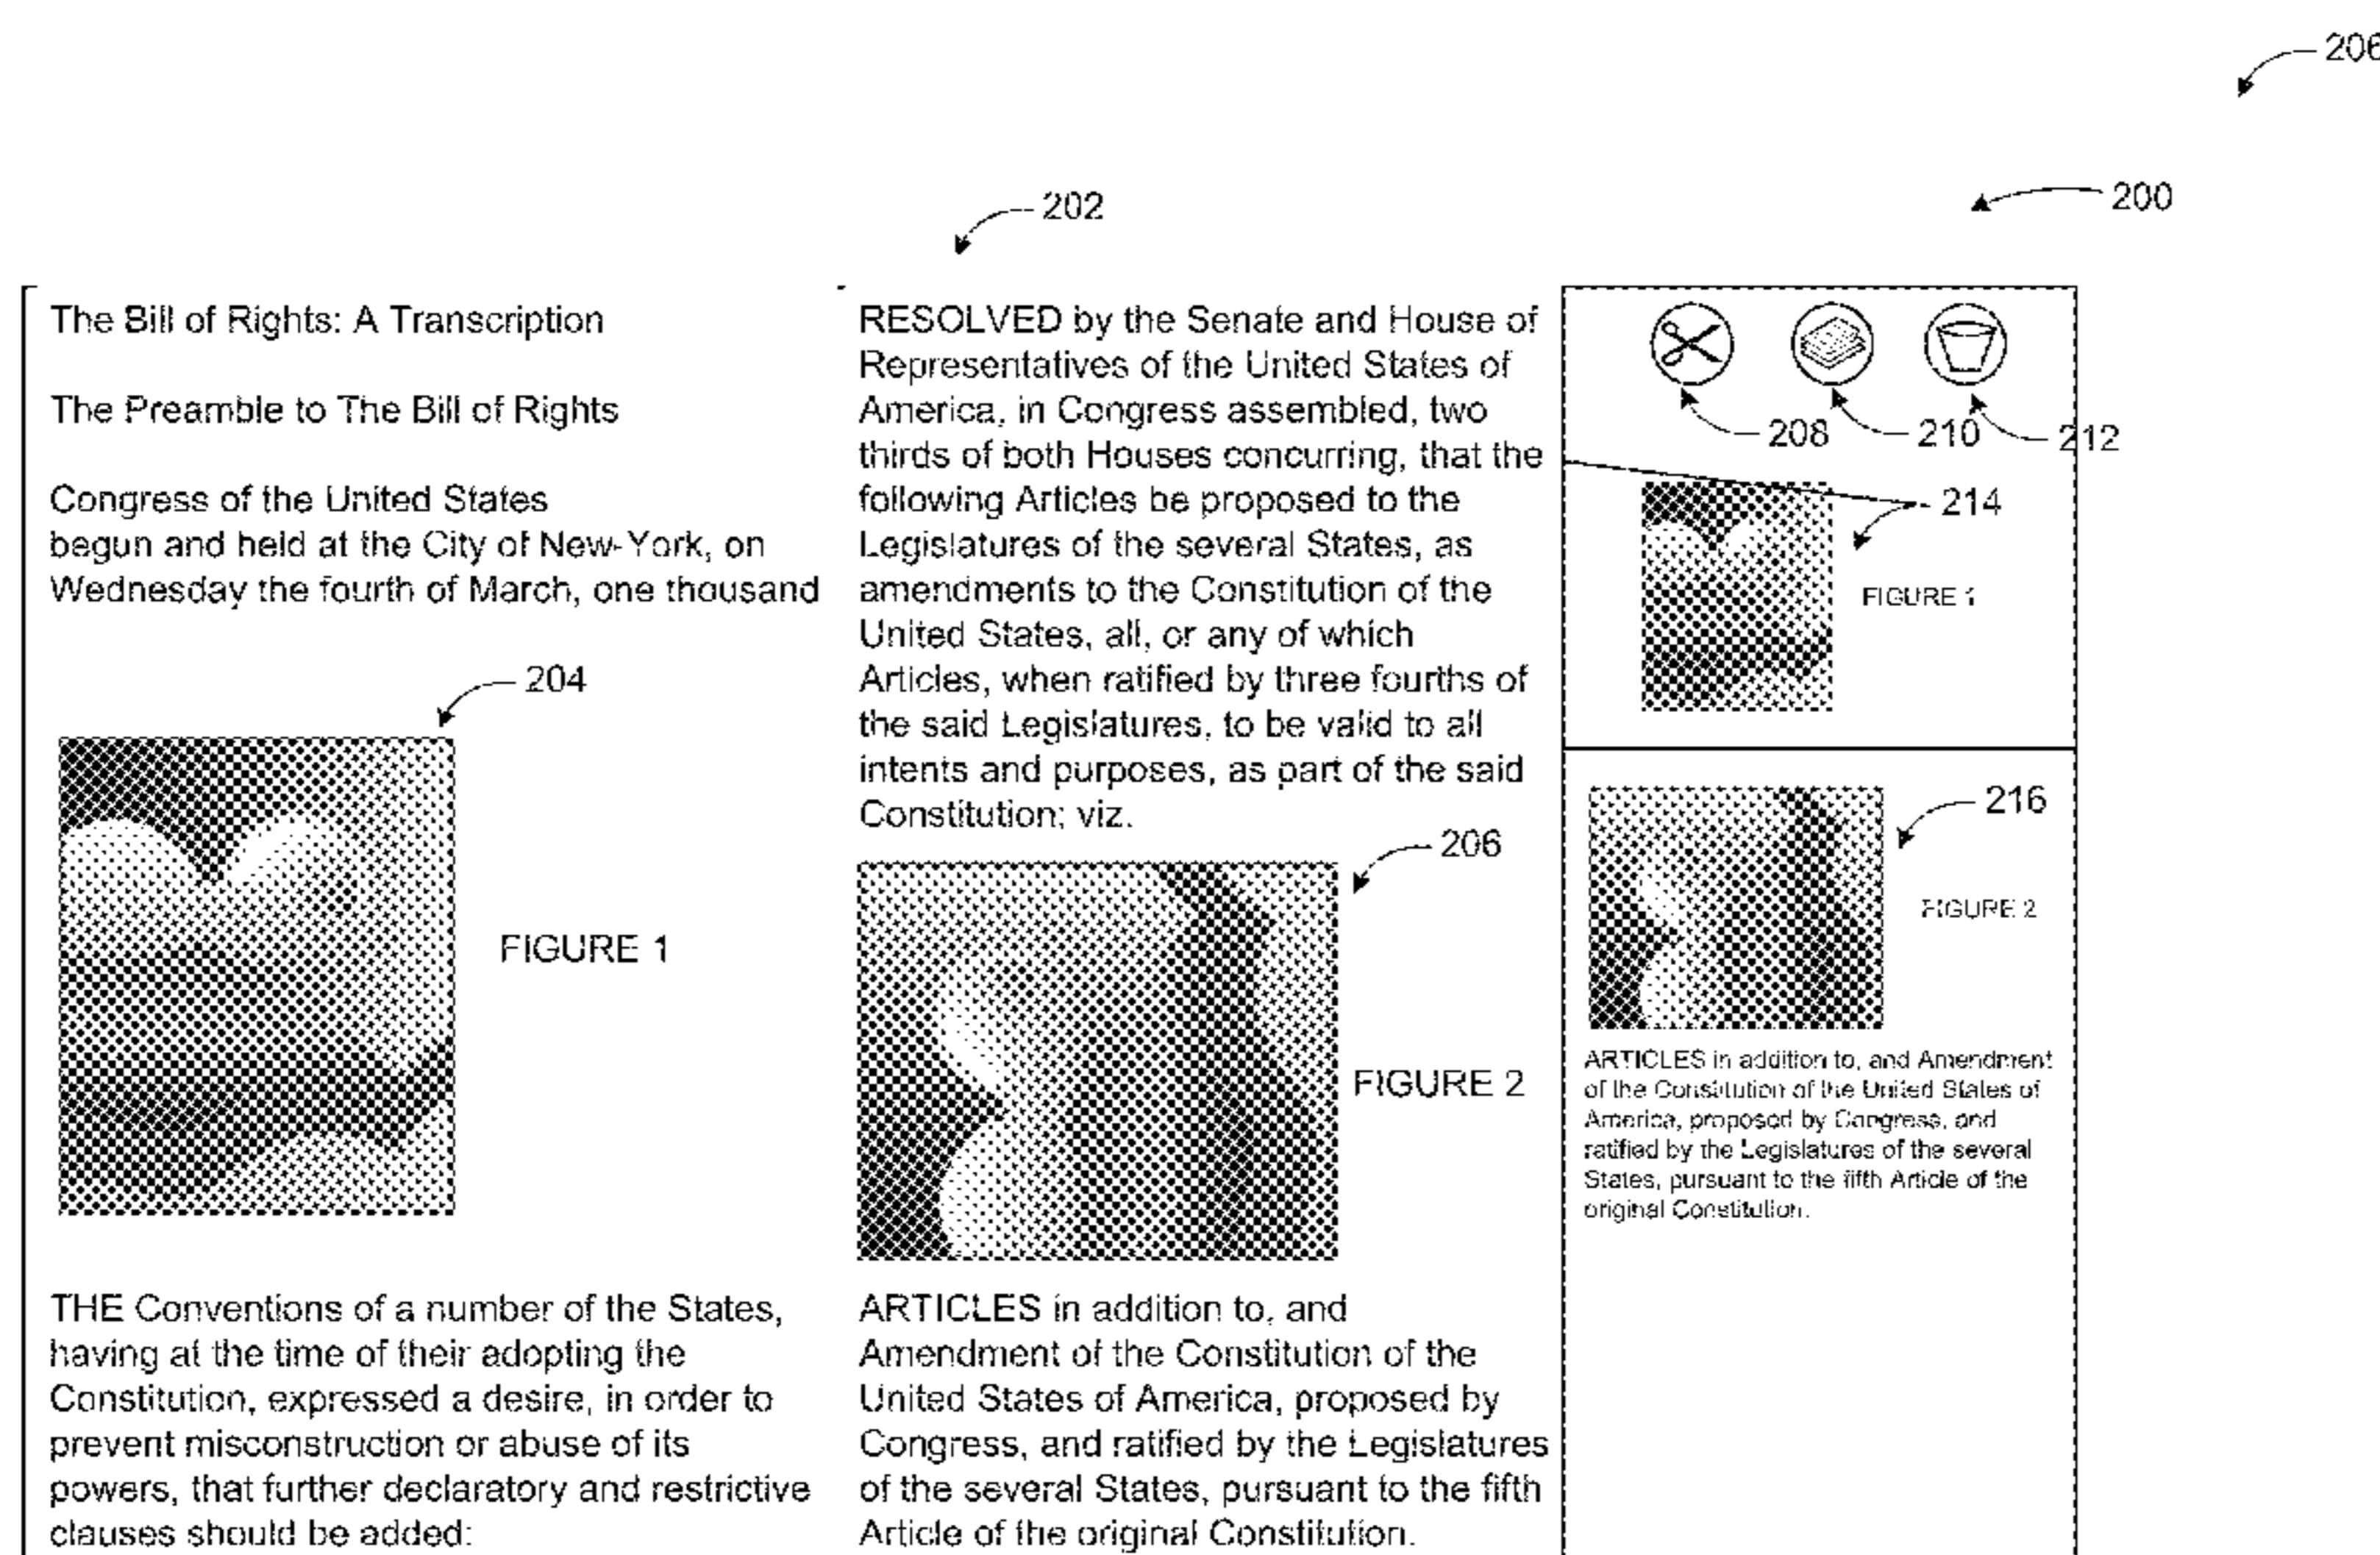 206
200
202
The Bill of Rights: A Transcription
The Preamble to The Bill of Rights
Congress of the United States
begun and held at the City of New-York, on
Wednesday the fourth of March, one thousand
204
FIGURE 1
THE Conventions of a number of the States,
having at the time of their adopting the
Constitution, expressed a desire, in order to
prevent misconstruction or abuse of its
powers, that further declaratory and restrictive
clauses should be added:
RESOLVED by the Senate and House of
Representatives of the United States of
America, in Congress assembled, two
thirds of both Houses concurring, that the
following Articles be proposed to the
Legislatures of the several States, as
amendments to the Constitution of the
United States, all, or any of which
Articles, when ratified by three fourths of
the said Legislatures, to be valid to all
intents and purposes, as part of the said
Constitution; viz.
206
FIGURE 2
ARTICLES in addition to, and
Amendment of the Constitution of the
United States of America, proposed by
Congress, and ratified by the Legislatures
of the several States, pursuant to the fifth
Article of the original Constitution.
208
210
212
214
FIGURE 1
216
FIGURE 2
ARTICLES in addition to, and Amendment
of the Constitution of the United States of
America, proposed by Congress, and
ratified by the Legislatures of the several
States, pursuant to the fifth Article of the
original Constitution.